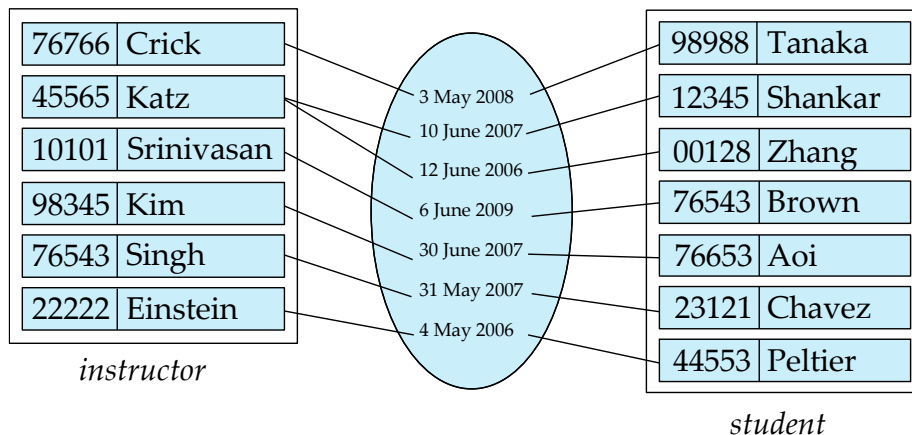 76766 Crick
45565 Katz
10101 Srinivasan
98345 Kim
76543 Singh
22222 Einstein
instructor
3 May 2008
10 June 2007
12 June 2006
6 June 2009
30 June 2007
31 May 2007
4 May 2006
98988 Tanaka
12345 Shankar
00128 Zhang
76543 Brown
76653 Aoi
23121 Chavez
44553 Peltier
student